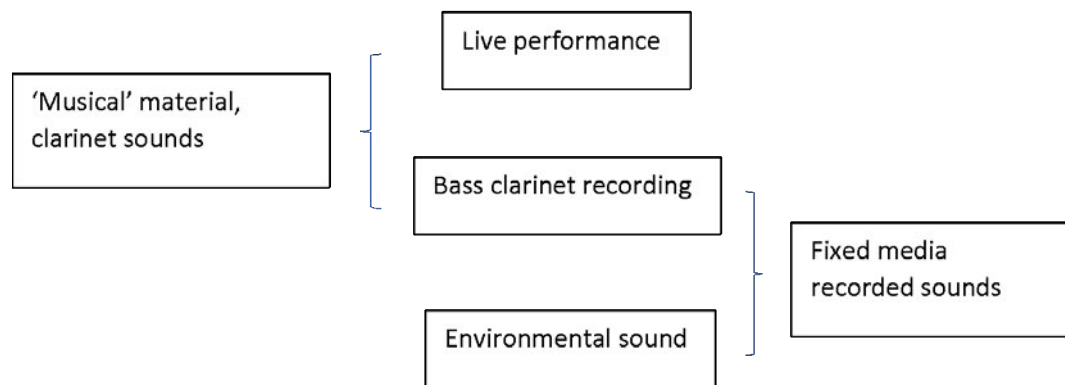 Live performance
‘Musical’ material,
clarinet sounds
Bass clarinet recording
Fixed media
recorded sounds
Environmental sound